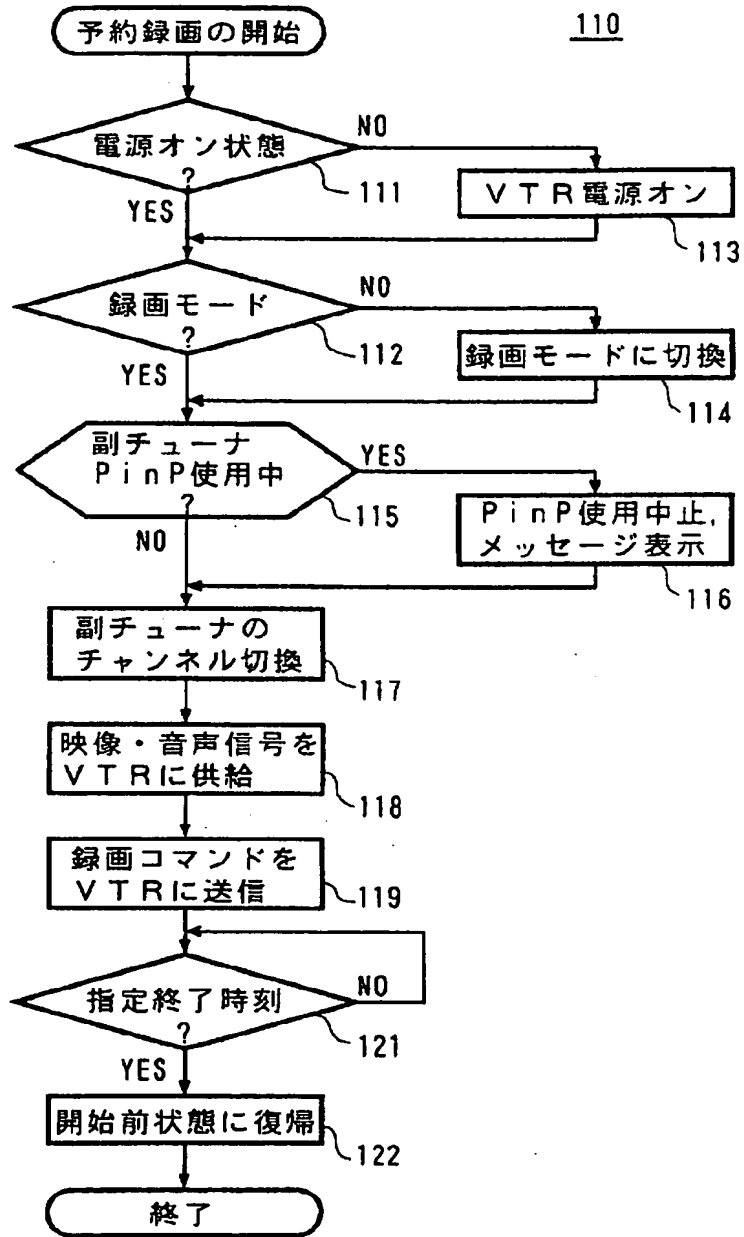 110
予約録画の開始
電源オン状態
?
NO
111
YES
VTR電源オン
113
録画モード
?
NO
112
YES
録画モードに切換
114
副チューナ
PinP使用中
?
YES
115
NO
PinP使用中止,
メッセージ表示
116
副チューナの
チャンネル切換
117
映像・音声信号を
VTRに供給
118
録画コマンドを
VTRに送信
119
指定終了時刻
?
NO
121
YES
開始前状態に復帰
122
終了